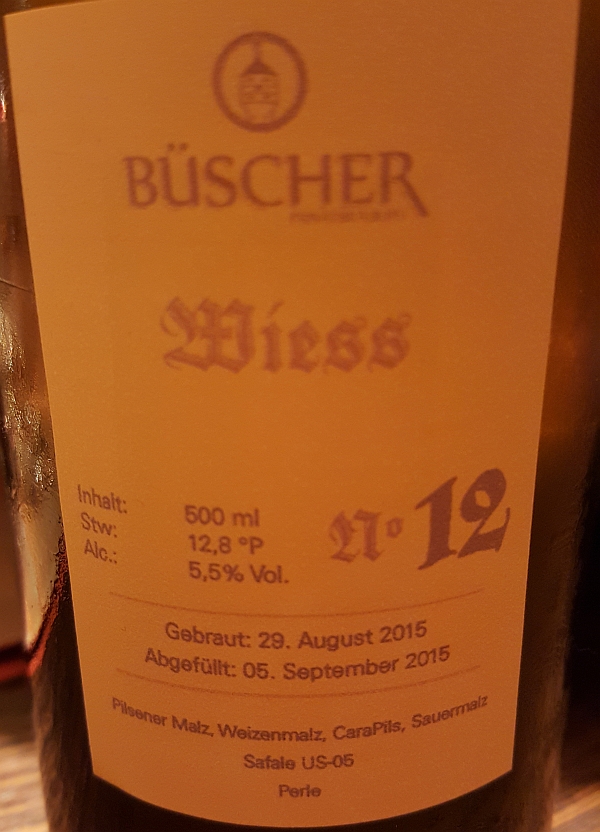 BÜSCHER
Wiess
Inhalt: 500 ml
Stw: 12,8 °P
Alc.: 5,5% Vol.
Nº 12
Gebraut: 29. August 2015
Abgefüllt: 05. September 2015
Pilsener Malz, Weizenmalz, CaraPils, Sauermalz
Safale US-05
Perle